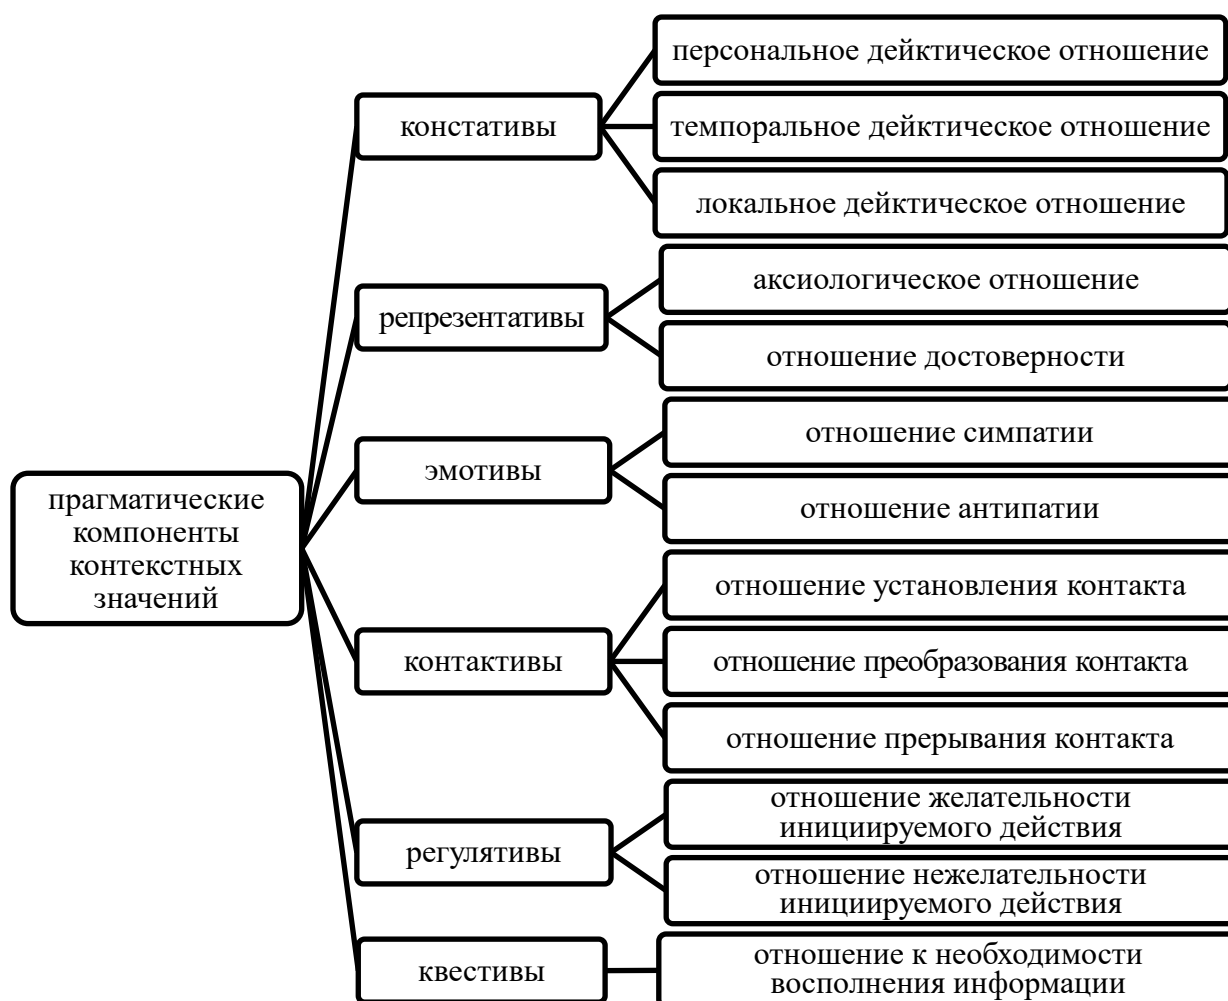 прагматические
компоненты
контекстных
значений
констативы
персональное дейктическое отношение
темпоральное дейктическое отношение
локальное дейктическое отношение
репрезентативы
аксиологическое отношение
отношение достоверности
эмотивы
отношение симпатии
отношение антипатии
контактивы
отношение установления контакта
отношение преобразования контакта
отношение прерывания контакта
регулятивы
отношение желательности
инициируемого действия
отношение нежелательности
инициируемого действия
квестивы
отношение к необходимости
восполнения информации